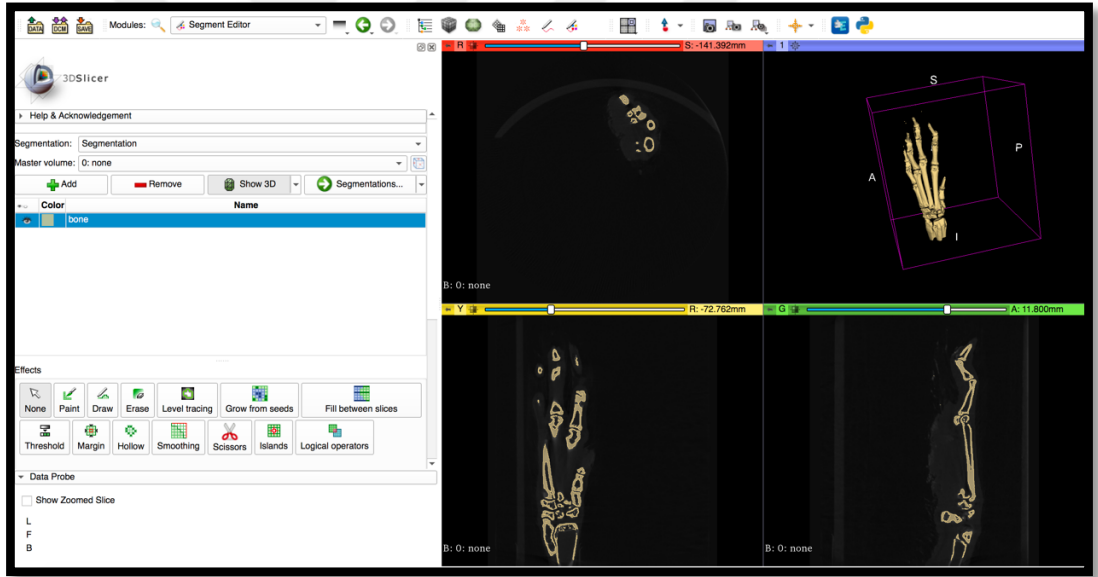 DATA DCM SAVE Modules: Segment Editor
3DSlicer
Help & Acknowledgement
Segmentation: Segmentation
Master volume: 0: none
Add Remove Show 3D Segmentations...
Color Name
bone
Effects
None Paint Draw Erase Level tracing Grow from seeds Fill between slices
Threshold Margin Hollow Smoothing Scissors Islands Logical operators
Data Probe
Show Zoomed Slice
L
F
B
R S: -141.392mm
B: 0: none
1
S
P
A
I
Y R: -72.762mm
B: 0: none
G A: 11.800mm
B: 0: none